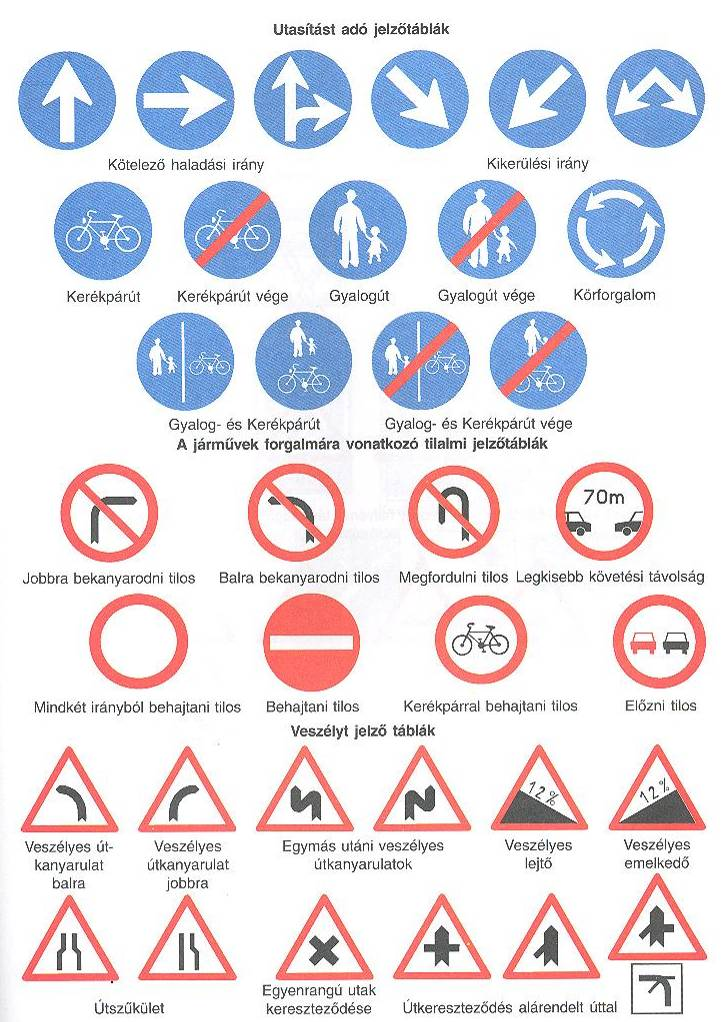 Utasítást adó jelzőtáblák
Kötelező haladási irány
Kikerülési irány
Kerékpárút
Kerékpárút vége
Gyalogút
Gyalogút vége
Körforgalom
Gyalog- és Kerékpárút
Gyalog- és Kerékpárút vége
A járművek forgalmára vonatkozó tilalmi jelzőtáblák
70m
Jobbra bekanyarodni tilos
Balra bekanyarodni tilos
Megfordulni tilos
Legkisebb követési távolság
Mindkét irányból behajtani tilos
Behajtani tilos
Kerékpárral behajtani tilos
Előzni tilos
Veszélyt jelző táblák
12%
12%
Veszélyes út-
kanyarulat
balra
Veszélyes
útkanyarulat
jobbra
Egymás utáni veszélyes
útkanyarulatok
Veszélyes
lejtő
Veszélyes
emelkedő
Útszűkület
Egyenrangú utak
kereszteződése
Útkereszteződés alárendelt úttal